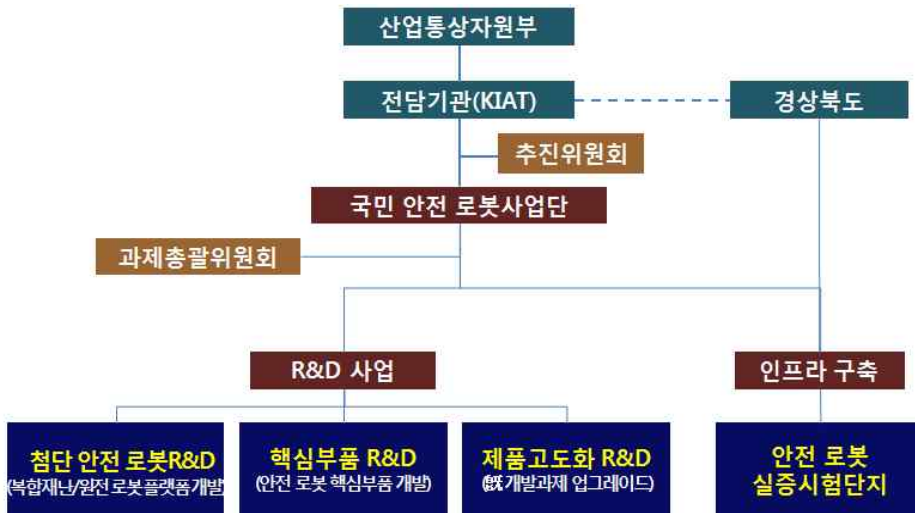 산업통상자원부
전담기관(KIAT)
경상북도
추진위원회
국민 안전 로봇사업단
과제총괄위원회
R&D 사업
인프라 구축
첨단 안전 로봇R&D
(복합재난/원전 로봇 플랫폼 개발)
핵심부품 R&D
(안전 로봇 핵심부품 개발)
제품고도화 R&D
(旣개발과제 업그레이드)
안전 로봇
실증시험단지